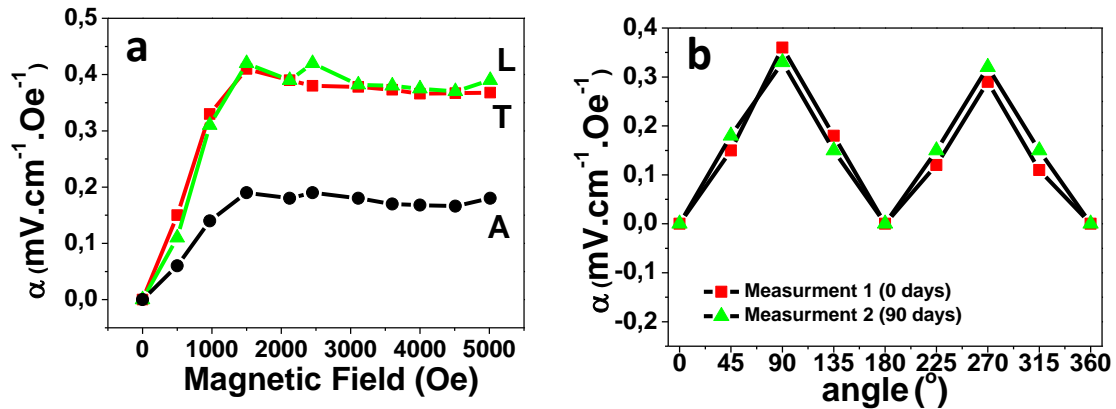 a
α (mV.cm-1.Oe-1)
0,5
0,4
0,3
0,2
0,1
0,0
L
T
A
0 1000 2000 3000 4000 5000
Magnetic Field (Oe)
b
α (mV.cm-1.Oe-1)
0,4
0,3
0,2
0,1
0,0
-0,1
-0,2
Measurment 1 (0 days)
Measurment 2 (90 days)
0 45 90 135 180 225 270 315 360
angle (o)